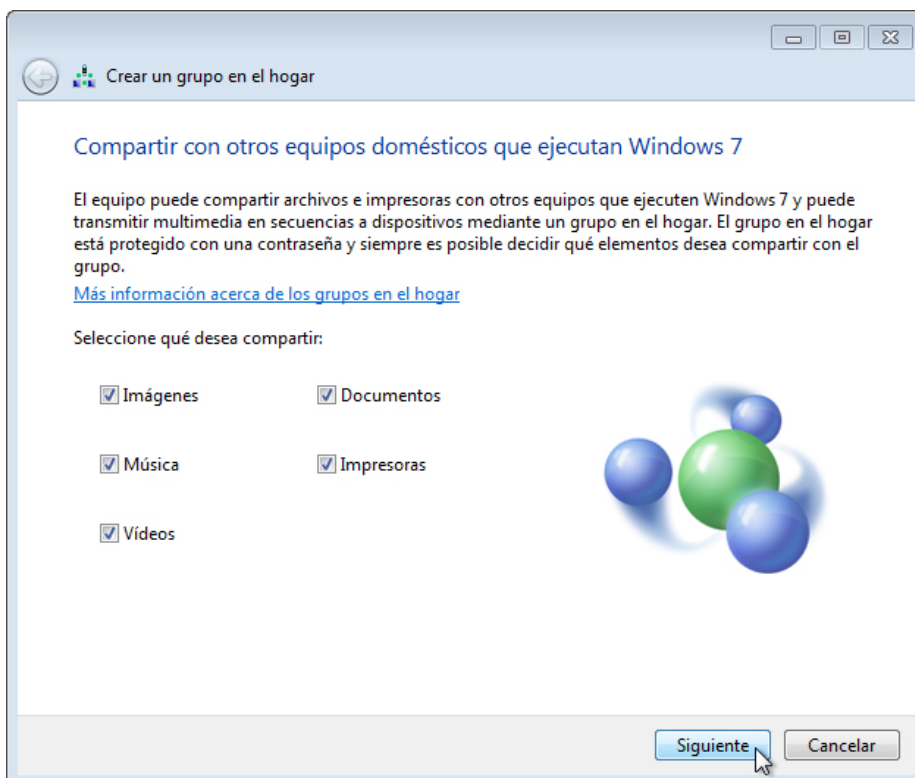 Crear un grupo en el hogar
Compartir con otros equipos domésticos que ejecutan Windows 7
El equipo puede compartir archivos e impresoras con otros equipos que ejecuten Windows 7 y puede
transmitir multimedia en secuencias a dispositivos mediante un grupo en el hogar. El grupo en el hogar
está protegido con una contraseña y siempre es posible decidir qué elementos desea compartir con el
grupo.
Más información acerca de los grupos en el hogar
Seleccione qué desea compartir:
Imágenes Documentos
Música Impresoras
Vídeos
Siguiente Cancelar